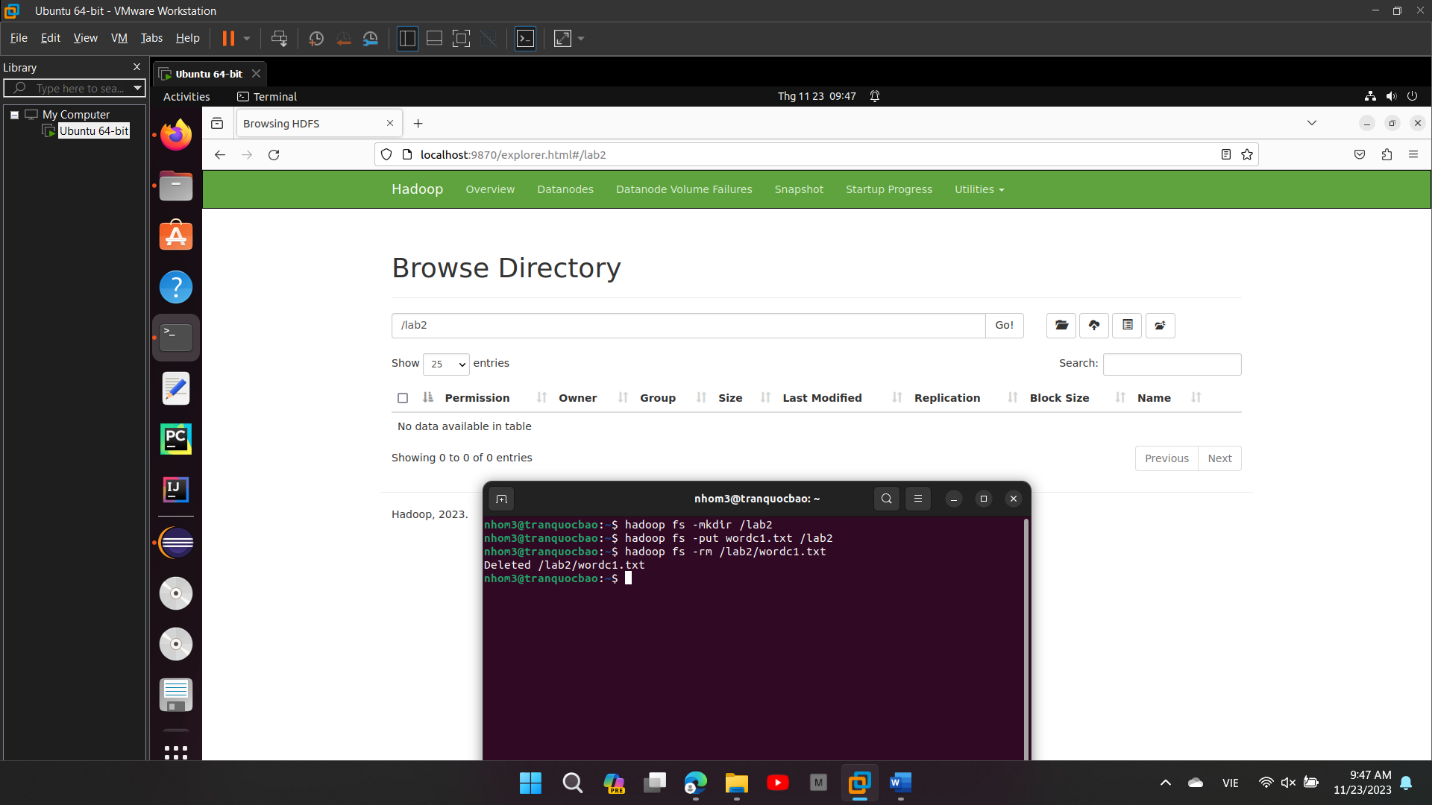 Ubuntu 64-bit - VMware Workstation
File Edit View VM Tabs Help
Library
Type here to sea...
My Computer
Ubuntu 64-bit
Ubuntu 64-bit
Activities Terminal Thg 11 23 09:47
Browsing HDFS
localhost:9870/explorer.html#/lab2
Hadoop Overview Datanodes Datanode Volume Failures Snapshot Startup Progress Utilities
Browse Directory
/lab2 Go!
Show 25 entries Search:
Permission Owner Group Size Last Modified Replication Block Size Name
No data available in table
Showing 0 to 0 of 0 entries Previous Next
Hadoop, 2023.
nhom3@tranquocbao: ~
nhom3@tranquocbao:~$ hadoop fs -mkdir /lab2
nhom3@tranquocbao:~$ hadoop fs -put wordc1.txt /lab2
nhom3@tranquocbao:~$ hadoop fs -rm /lab2/wordc1.txt
Deleted /lab2/wordc1.txt
nhom3@tranquocbao:~$
PC
IJ
PRE
M
W
VIE
9:47 AM
11/23/2023